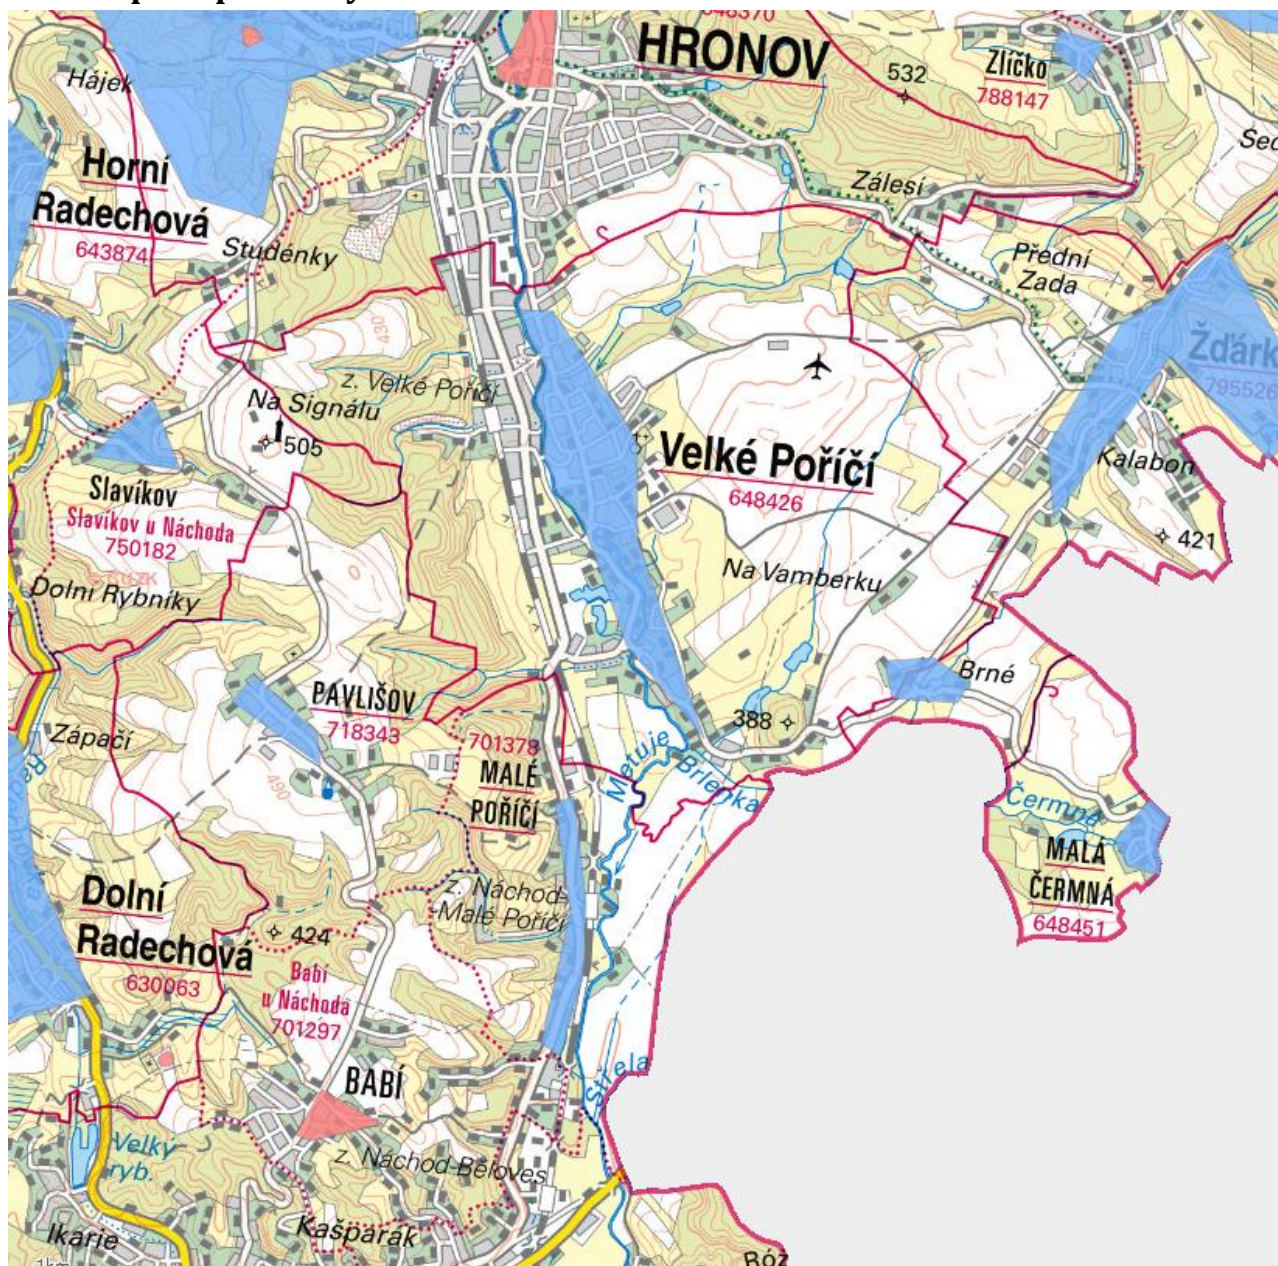 HRONOV
532
Zlíčko
788147
Hájek
Horní
Radechová
643874
Studénky
Zálesí
Přední
Zada
430
z. Velké Poříčí
Na Signálu
505
Žďárk
795526
Velké Poříčí
648426
Kalabon
421
Slavíkov
Slavíkov u Náchoda
750182
Dolní Rybníky
Na Vamberku
Brné
PAVLIŠOV
718343
388
Zápačí
701378
MALÉ
POŘÍČÍ
Metuje
Brlenka
490
Čermná
MALÁ
ČERMNÁ
648451
z. Náchod-
-Malé Poříčí
Dolní
Radechová
630063
424
Babí
u Náchoda
701297
BABÍ
Střela
Velký
ryb.
z. Náchod-Běloves
Kašparák
Ikarie